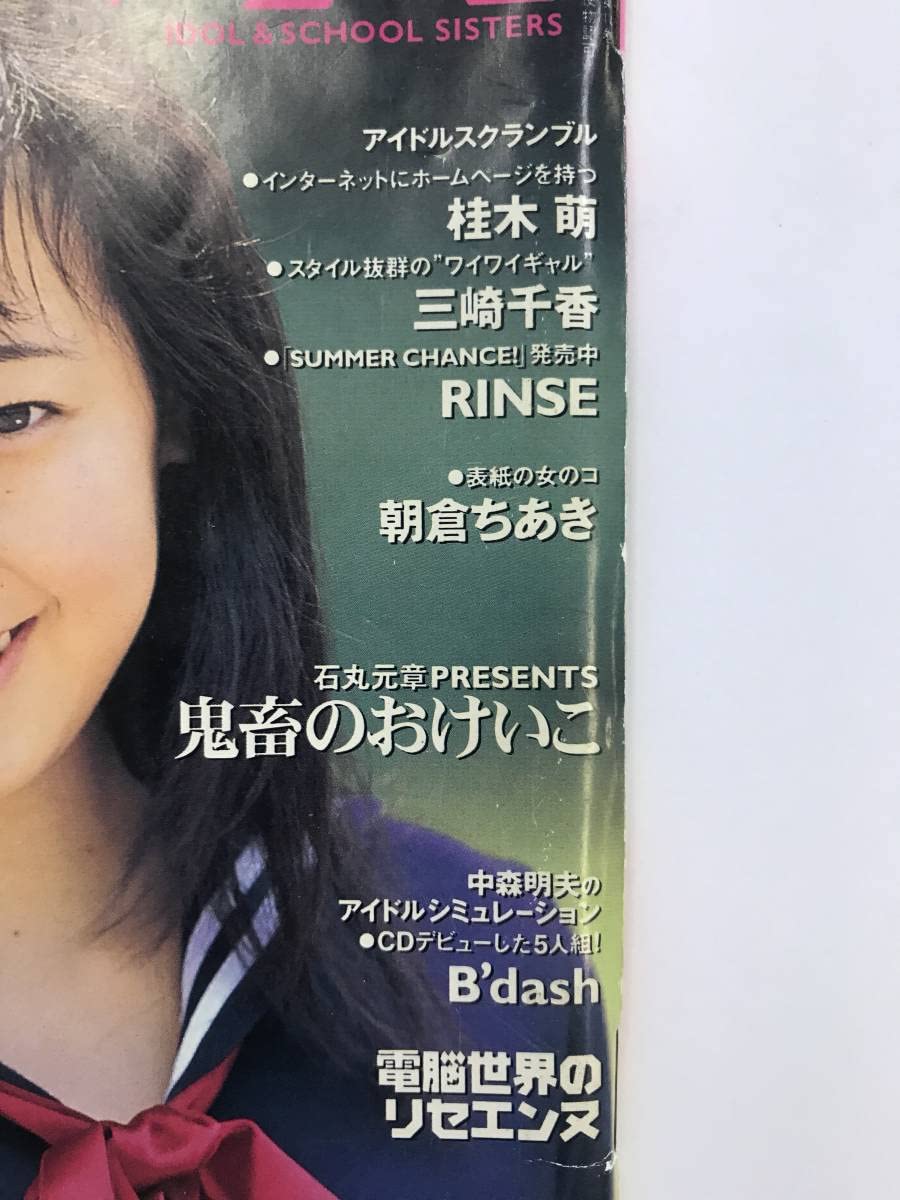 IDOL & SCHOOL SISTERS
アイドルスクランブル
●インターネットにホームページを持つ
桂木 萌
●スタイル抜群の"ワイワイギャル"
三崎千香
●「SUMMER CHANCE!」発売中
RINSE
●表紙の女のコ
朝倉ちあき
石丸元章PRESENTS
鬼畜のおけいこ
中森明夫の
アイドルシミュレーション
●CDデビューした5人組!
B'dash
電脳世界の
リセエンヌ